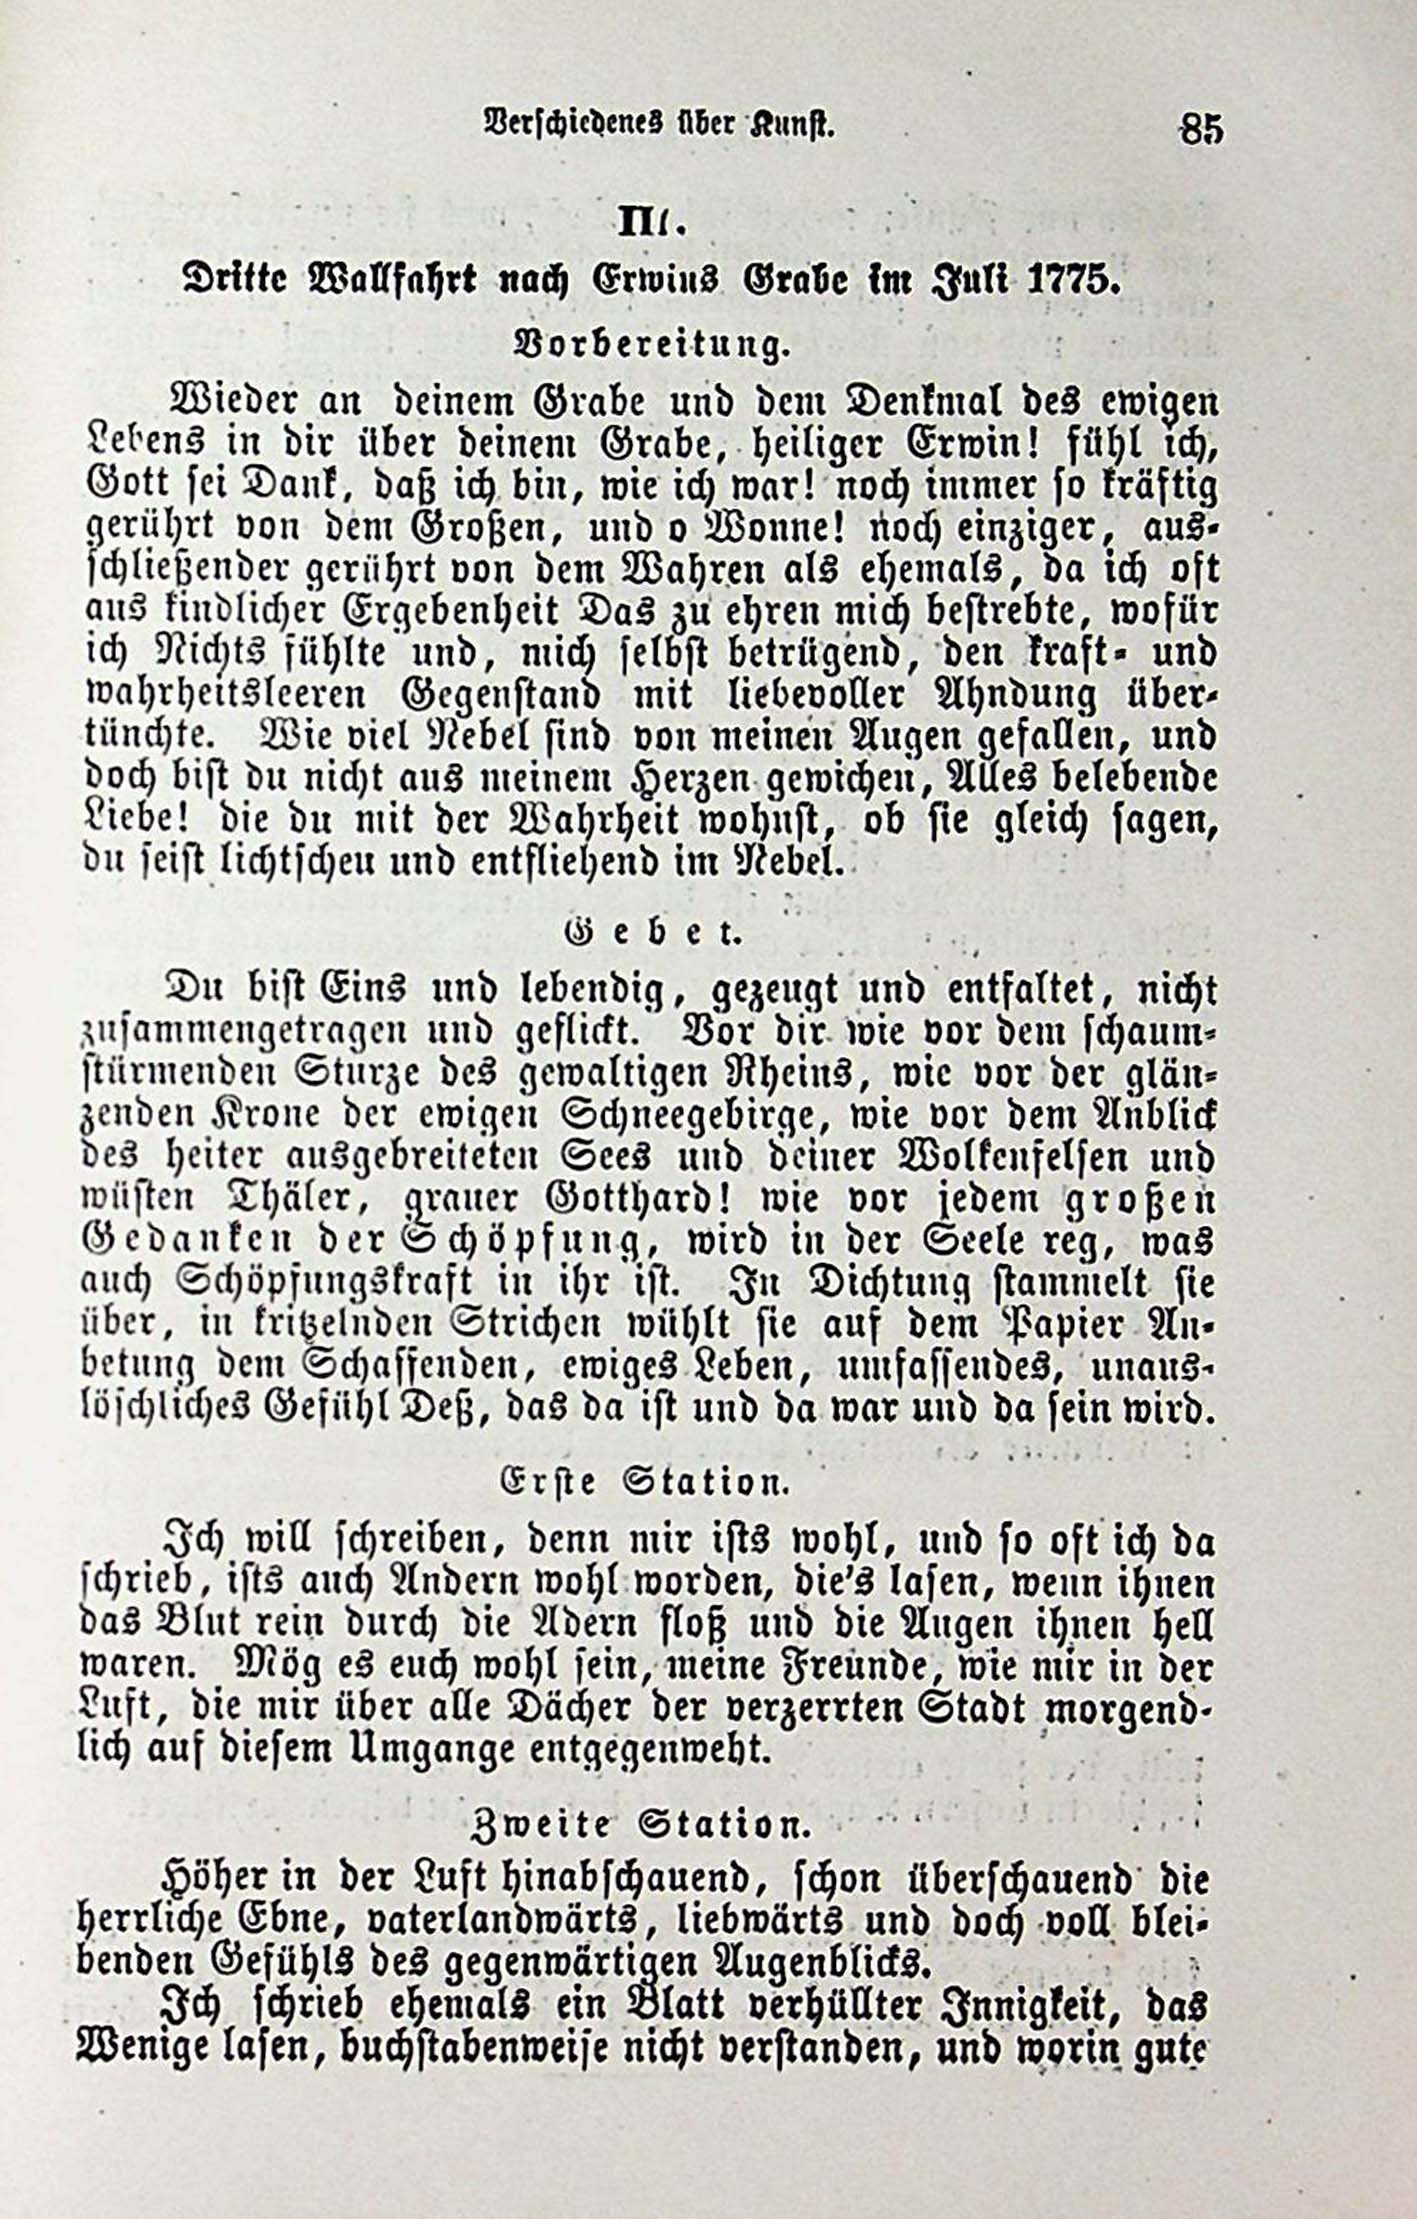 Verschiedenes über Kunst.
85
III.
Dritte Wallfahrt nach Erwins Grabe im Juli 1775.
Vorbereitung.
Wieder an deinem Grabe und dem Denkmal des ewigen
Lebens in dir über deinem Grabe, heiliger Erwin! fühl ich,
Gott sei Dank, daß ich bin, wie ich war! noch immer so kräftig
gerührt von dem Großen, und o Wonne! noch einziger, aus-
schließender gerührt von dem Wahren als ehemals, da ich oft
aus kindlicher Ergebenheit Das zu ehren mich bestrebte, wofür
ich Nichts fühlte und, mich selbst betrügend, den kraft- und
wahrheitsleeren Gegenstand mit liebevoller Ahndung über-
tünchte. Wie viel Nebel sind von meinen Augen gefallen, und
doch bist du nicht aus meinem Herzen gewichen, Alles belebende
Liebe! die du mit der Wahrheit wohnst, ob sie gleich sagen,
du seist lichtscheu und entfliehend im Nebel.
Gebet.
Du bist Eins und lebendig, gezeugt und entfaltet, nicht
zusammengetragen und geflickt. Vor dir wie vor dem schaum-
stürmenden Sturze des gewaltigen Rheins, wie vor der glän-
zenden Krone der ewigen Schneegebirge, wie vor dem Anblick
des heiter ausgebreiteten Sees und deiner Wolkenfelsen und
wüsten Thäler, grauer Gotthard! wie vor jedem großen
Gedanken der Schöpfung, wird in der Seele reg, was
auch Schöpfungskraft in ihr ist. In Dichtung stammelt sie
über, in kritzelnden Strichen wühlt sie auf dem Papier An-
betung dem Schaffenden, ewiges Leben, umfassendes, unaus-
löschliches Gefühl Deß, das da ist und da war und da sein wird.
Erste Station.
Ich will schreiben, denn mir ists wohl, und so oft ich da
schrieb, ists auch Andern wohl worden, die's lasen, wenn ihnen
das Blut rein durch die Adern floß und die Augen ihnen hell
waren. Mög es euch wohl sein, meine Freunde, wie mir in der
Luft, die mir über alle Dächer der verzerrten Stadt morgend-
lich auf diesem Umgange entgegenweht.
Zweite Station.
Höher in der Luft hinabschauend, schon überschauend die
herrliche Ebne, vaterlandwärts, liebwärts und doch voll blei-
benden Gefühls des gegenwärtigen Augenblicks.
Ich schrieb ehemals ein Blatt verhüllter Innigkeit, das
Wenige lasen, buchstabenweise nicht verstanden, und worin gute